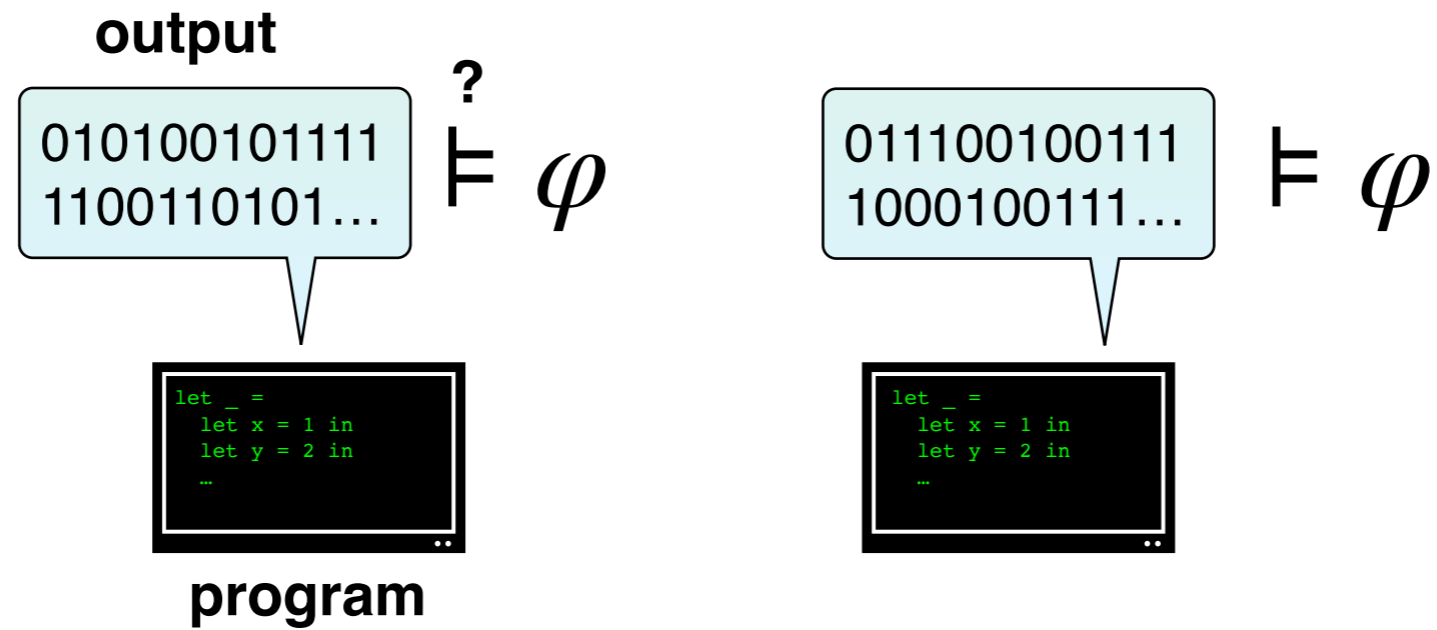 output
?
010100101111
1100110101…
⊨ φ
let _ =
let x = 1 in
let y = 2 in
…
program
011100100111
1000100111…
⊨ φ
let _ =
let x = 1 in
let y = 2 in
…